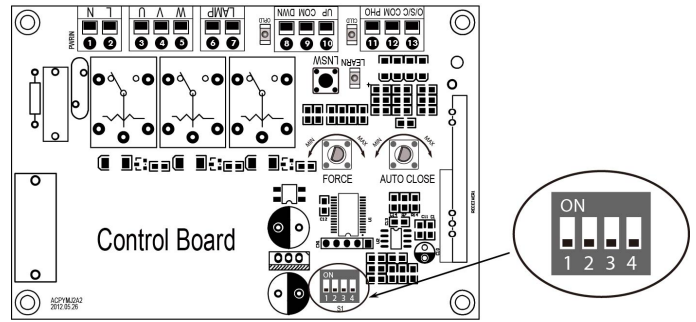 N L U V W LAMP OPLD UP COM DWN CLLD O/S/C COM PHO
PWRIN
1 2 3 4 5 6 7 8 9 10 11 12 13
LNSW LEARN
MIN MAX MIN MAX
FORCE AUTO CLOSE
RECEIVER
Control Board
ON
1 2 3 4
S1
ACPYMJ2A2
2012.05.26
ON
1 2 3 4